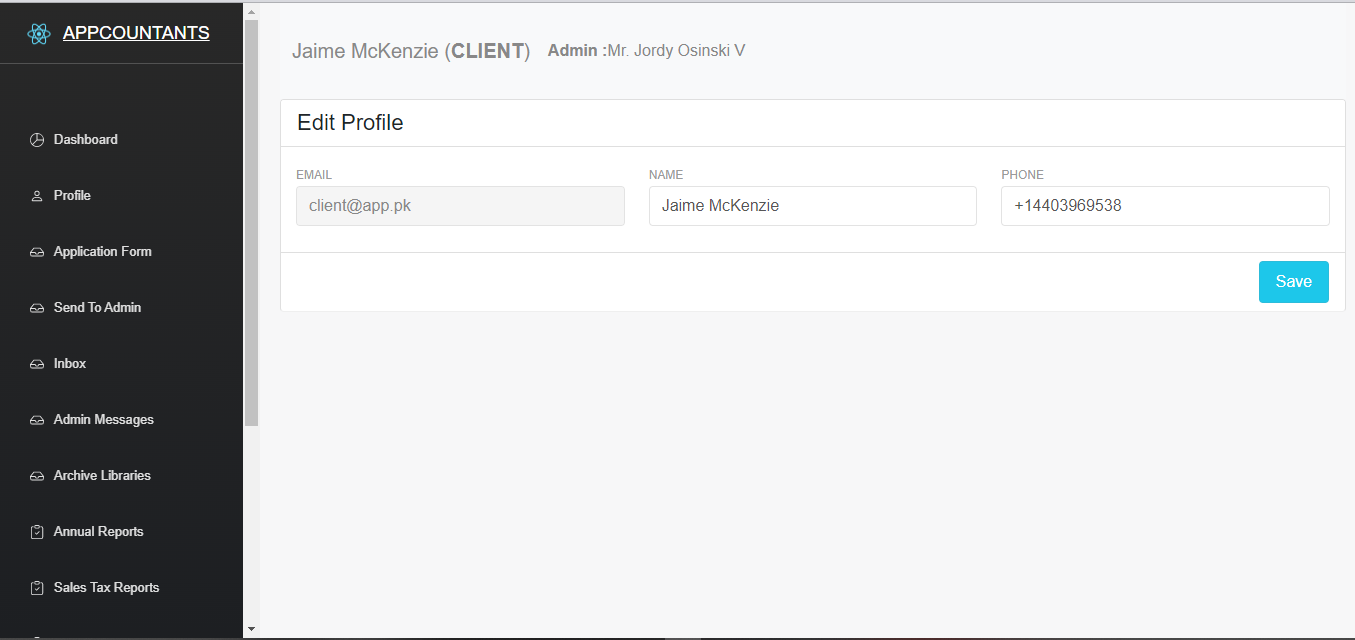 APPCOUNTANTS
Dashboard
Profile
Application Form
Send To Admin
Inbox
Admin Messages
Archive Libraries
Annual Reports
Sales Tax Reports
Jaime McKenzie (CLIENT) Admin :Mr. Jordy Osinski V
Edit Profile
EMAIL NAME PHONE
client@app.pk Jaime McKenzie +14403969538
Save